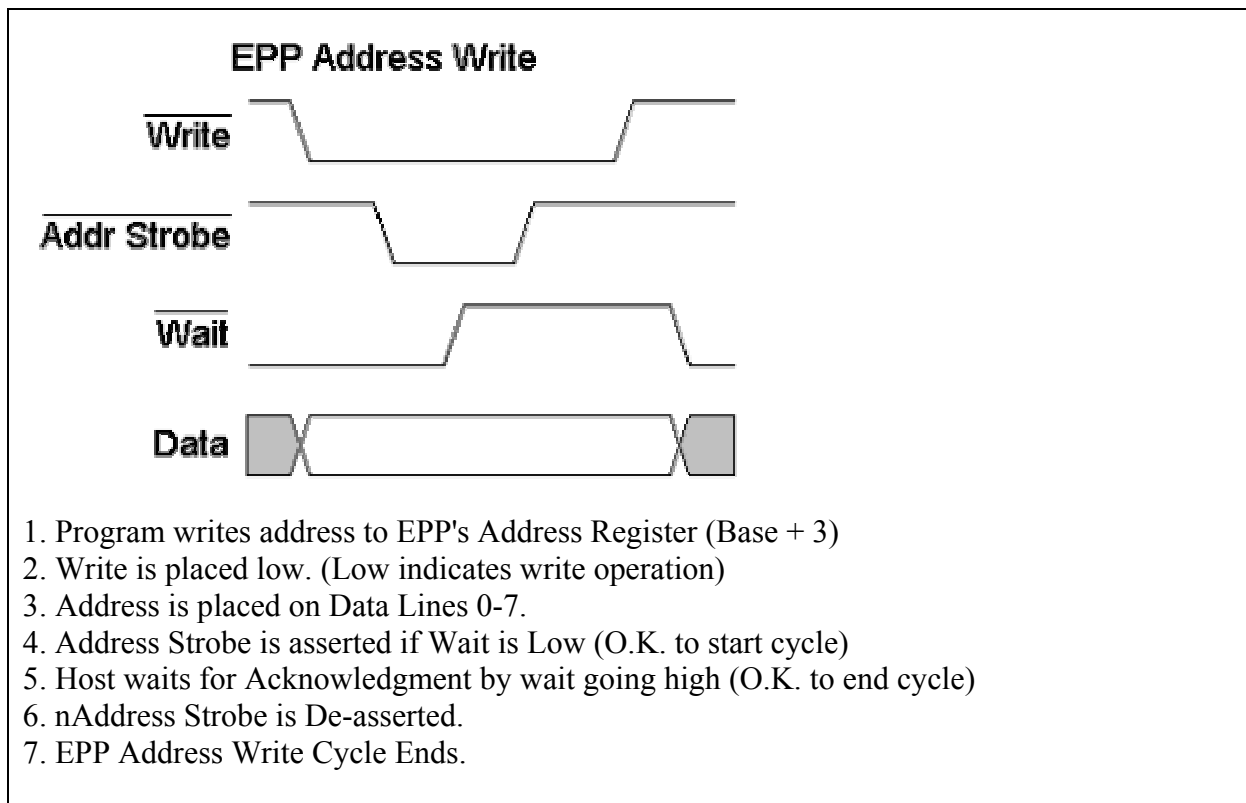 EPP Address Write
Write
Addr Strobe
Wait
Data
1. Program writes address to EPP's Address Register (Base + 3)
2. Write is placed low. (Low indicates write operation)
3. Address is placed on Data Lines 0-7.
4. Address Strobe is asserted if Wait is Low (O.K. to start cycle)
5. Host waits for Acknowledgment by wait going high (O.K. to end cycle)
6. nAddress Strobe is De-asserted.
7. EPP Address Write Cycle Ends.